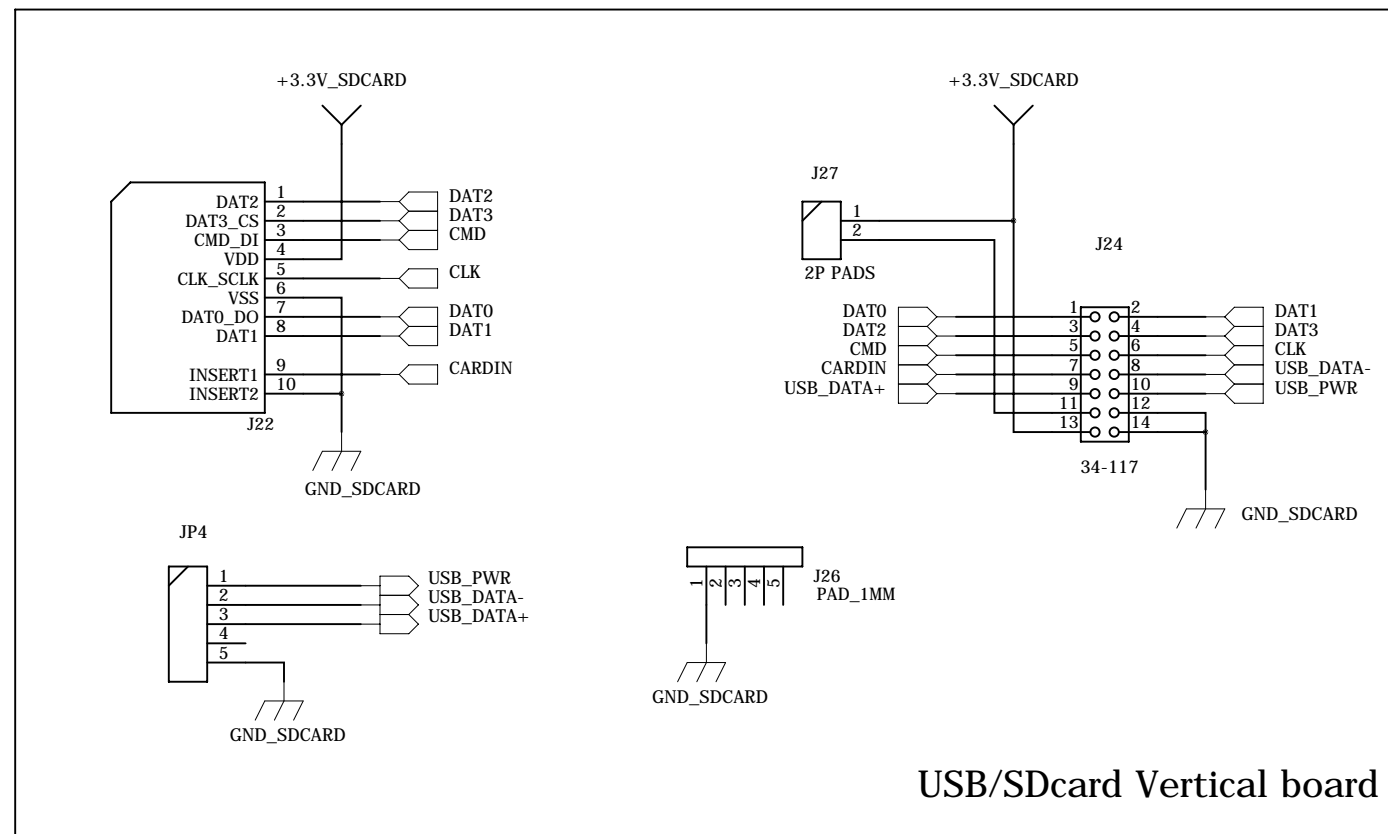 +3.3V_SDCARD
DAT2 1 DAT2
DAT3_CS 2 DAT3
CMD_DI 3 CMD
VDD 4
CLK_SCLK 5 CLK
VSS 6
DAT0_DO 7 DAT0
DAT1 8 DAT1
INSERT1 9 CARDIN
INSERT2 10
J22
GND_SDCARD
+3.3V_SDCARD
J27
1
2
2P PADS
J24
DAT0 1 2 DAT1
DAT2 3 4 DAT3
CMD 5 6 CLK
CARDIN 7 8 USB_DATA-
USB_DATA+ 9 10 USB_PWR
11 12
13 14
34-117
GND_SDCARD
JP4
1 USB_PWR
2 USB_DATA-
3 USB_DATA+
4
5
GND_SDCARD
1 2 3 4 5
J26
PAD_1MM
GND_SDCARD
USB/SDcard Vertical board